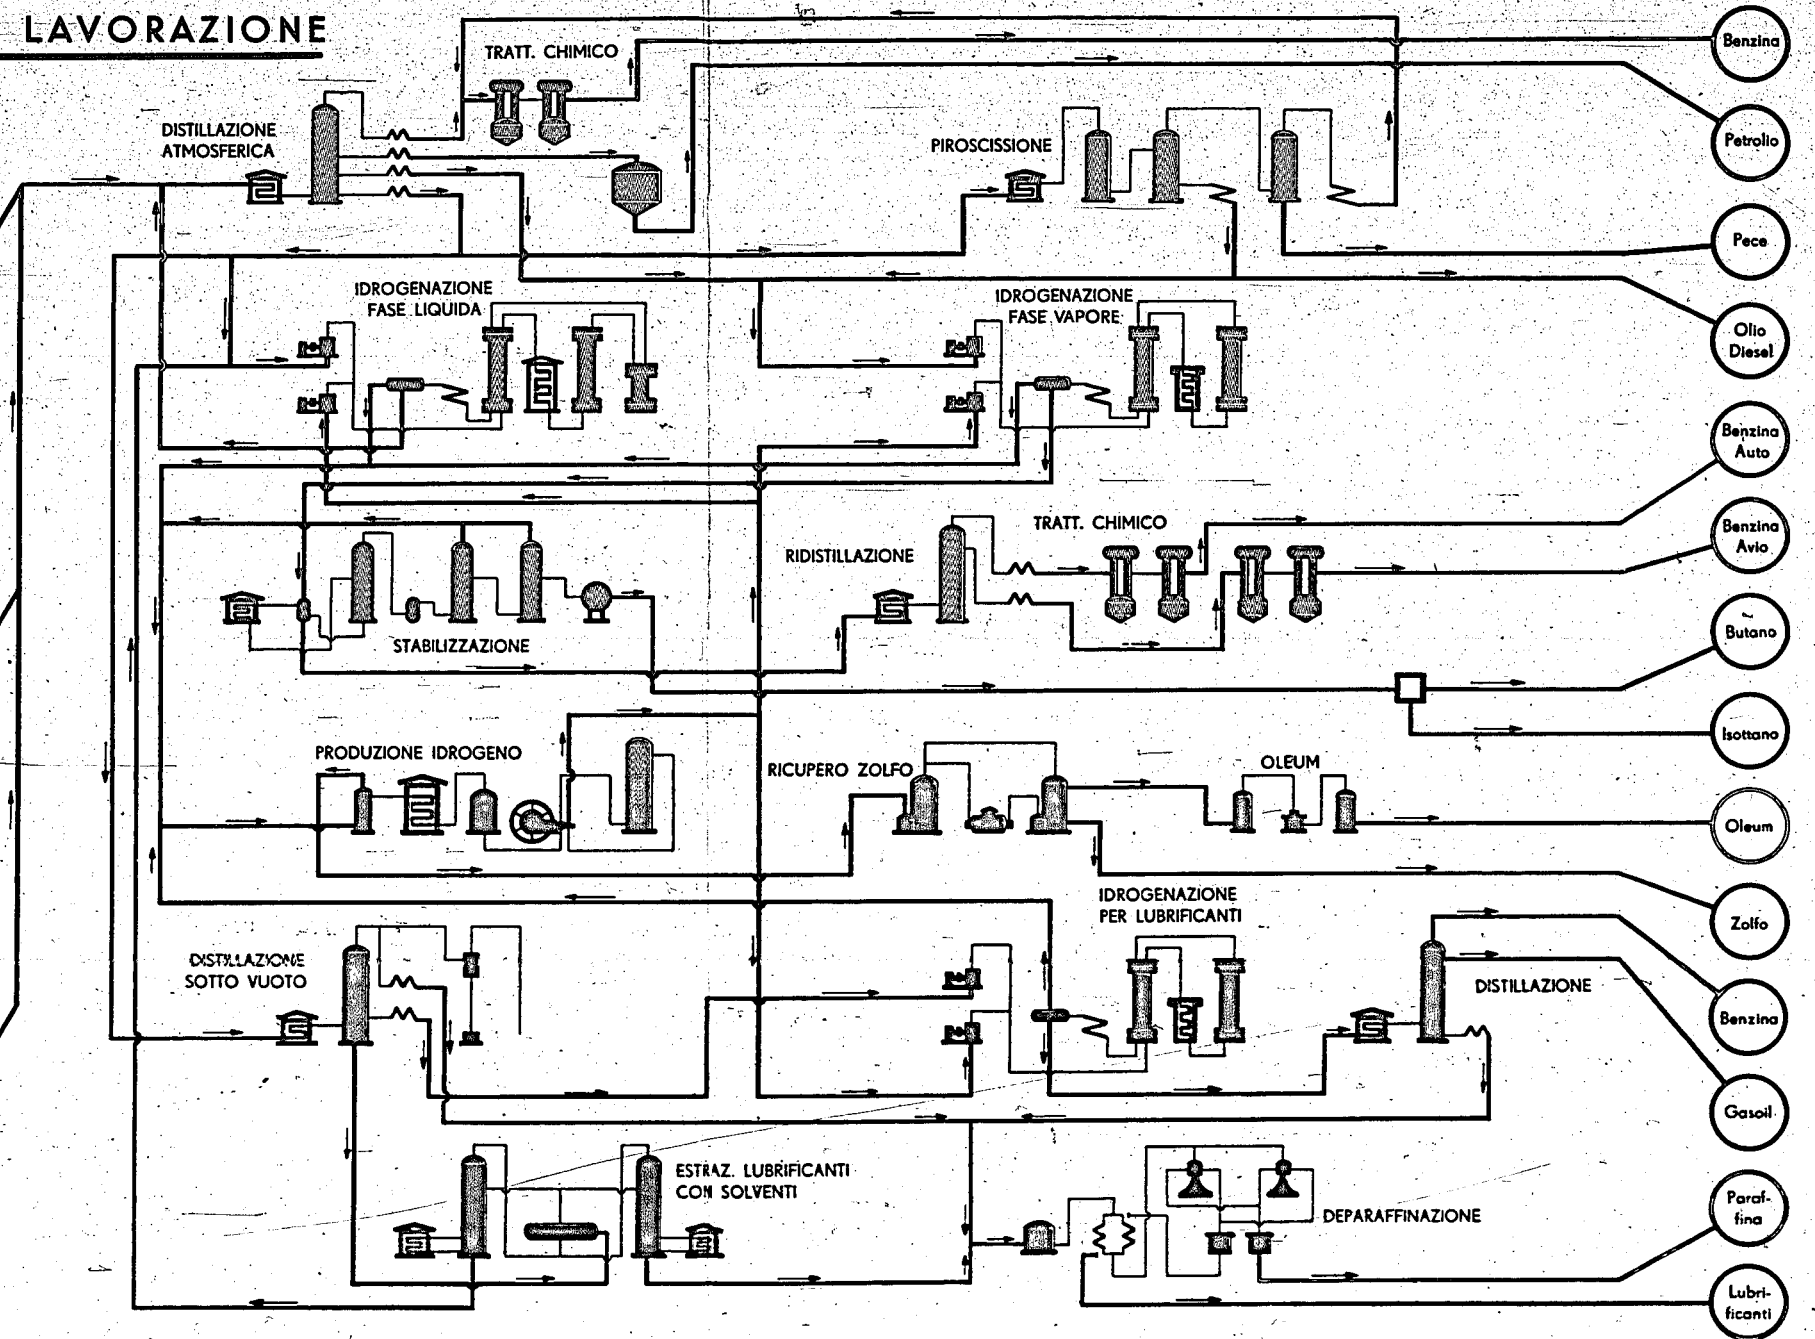 LAVORAZIONE
TRATT. CHIMICO
DISTILLAZIONE
ATMOSFERICA
PIROSCISSIONE
Benzina
Petrolio
Pece
IDROGENAZIONE
FASE LIQUIDA
IDROGENAZIONE
FASE VAPORE
Olio
Diesel
Benzina
Auto
RIDISTILLAZIONE
TRATT. CHIMICO
Benzina
Avio
STABILIZZAZIONE
Butano
Isottano
PRODUZIONE IDROGENO
RICUPERO ZOLFO
OLEUM
Oleum
IDROGENAZIONE
PER LUBRIFICANTI
Zolfo
DISTILLAZIONE
SOTTO VUOTO
DISTILLAZIONE
Benzina
Gasoil
ESTRAZ. LUBRIFICANTI
CON SOLVENTI
DEPARAFFINAZIONE
Paraf-
fina
Lubri-
ficanti